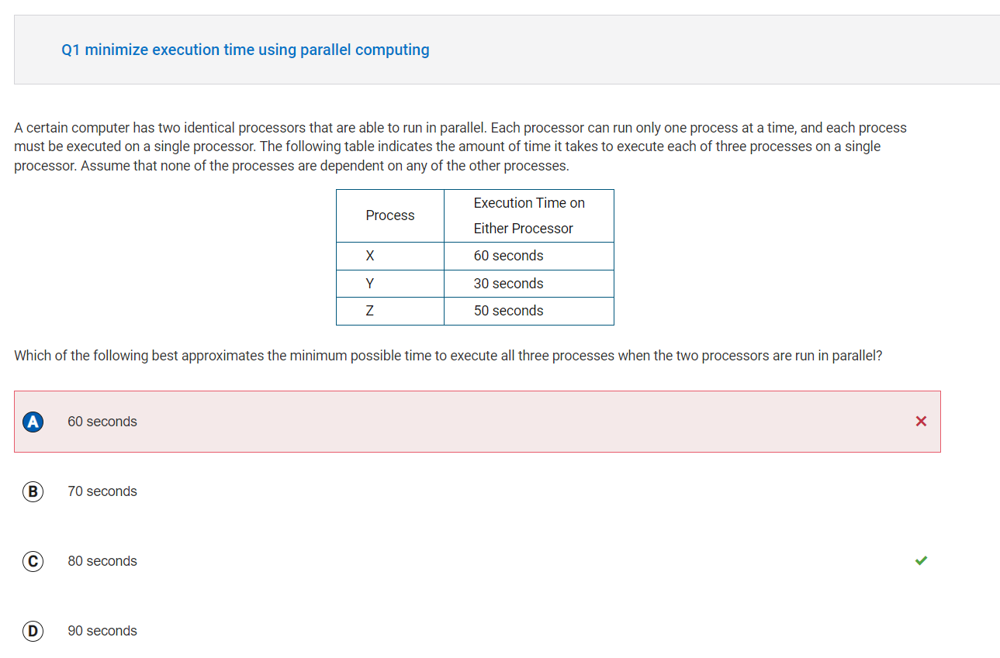 Q1 minimize execution time using parallel computing
A certain computer has two identical processors that are able to run in parallel. Each processor can run only one process at a time, and each process
must be executed on a single processor. The following table indicates the amount of time it takes to execute each of three processes on a single
processor. Assume that none of the processes are dependent on any of the other processes.
Process
Execution Time on
Either Processor
X 60 seconds
Y 30 seconds
Z 50 seconds
Which of the following best approximates the minimum possible time to execute all three processes when the two processors are run in parallel?
A 60 seconds
B 70 seconds
C 80 seconds
D 90 seconds